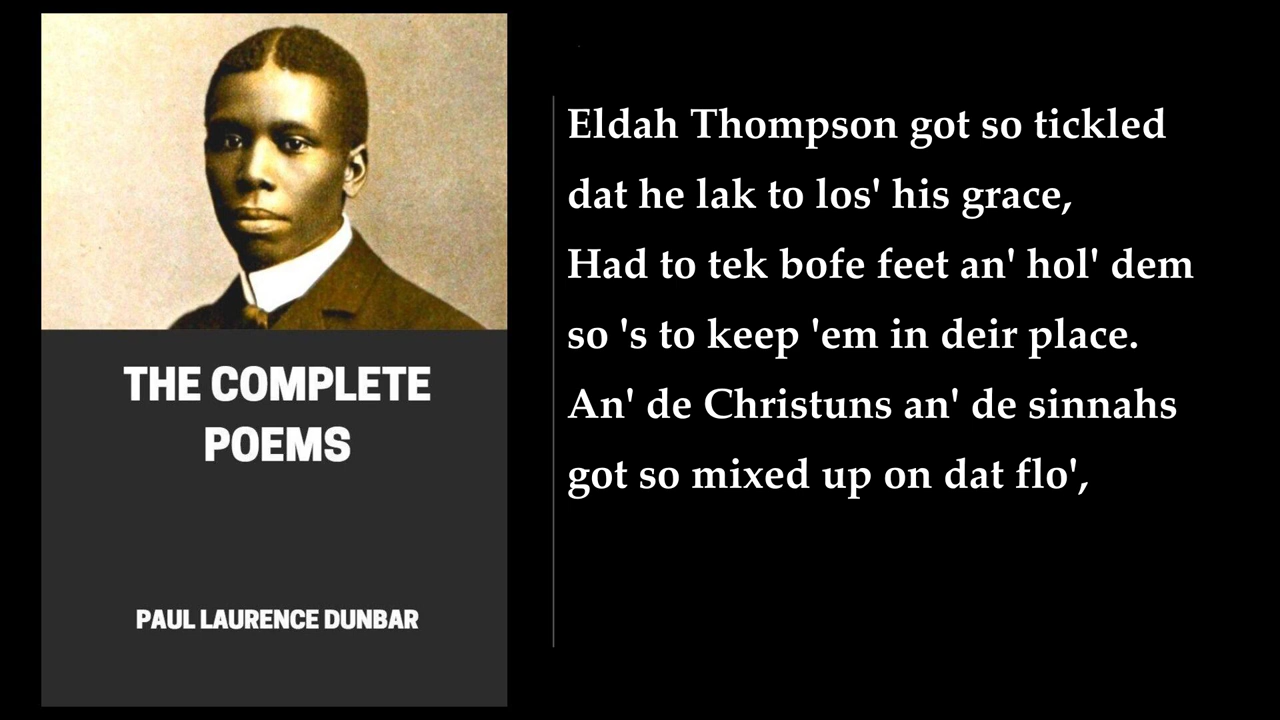 THE COMPLETE
POEMS
PAUL LAURENCE DUNBAR
Eldah Thompson got so tickled
dat he lak to los' his grace,
Had to tek bofe feet an' hol' dem
so 's to keep 'em in deir place.
An' de Christuns an' de sinnahs
got so mixed up on dat flo',